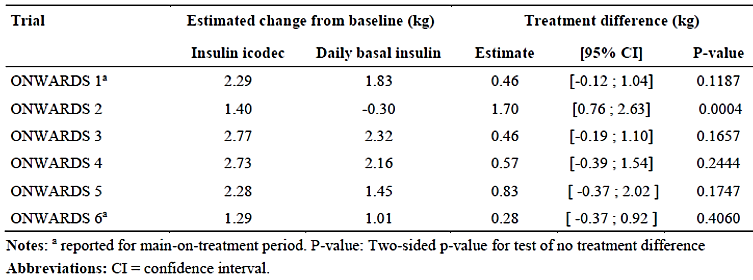 Trial Estimated change from baseline (kg) Treatment difference (kg)
Insulin icodec Daily basal insulin Estimate [95% CI] P-value
ONWARDS 1ᵃ 2.29 1.83 0.46 [-0.12 ; 1.04] 0.1187
ONWARDS 2 1.40 -0.30 1.70 [0.76 ; 2.63] 0.0004
ONWARDS 3 2.77 2.32 0.46 [-0.19 ; 1.10] 0.1657
ONWARDS 4 2.73 2.16 0.57 [-0.39 ; 1.54] 0.2444
ONWARDS 5 2.28 1.45 0.83 [ -0.37 ; 2.02 ] 0.1747
ONWARDS 6ᵃ 1.29 1.01 0.28 [ -0.37 ; 0.92 ] 0.4060
Notes: ᵃ reported for main-on-treatment period. P-value: Two-sided p-value for test of no treatment difference
Abbreviations: CI = confidence interval.